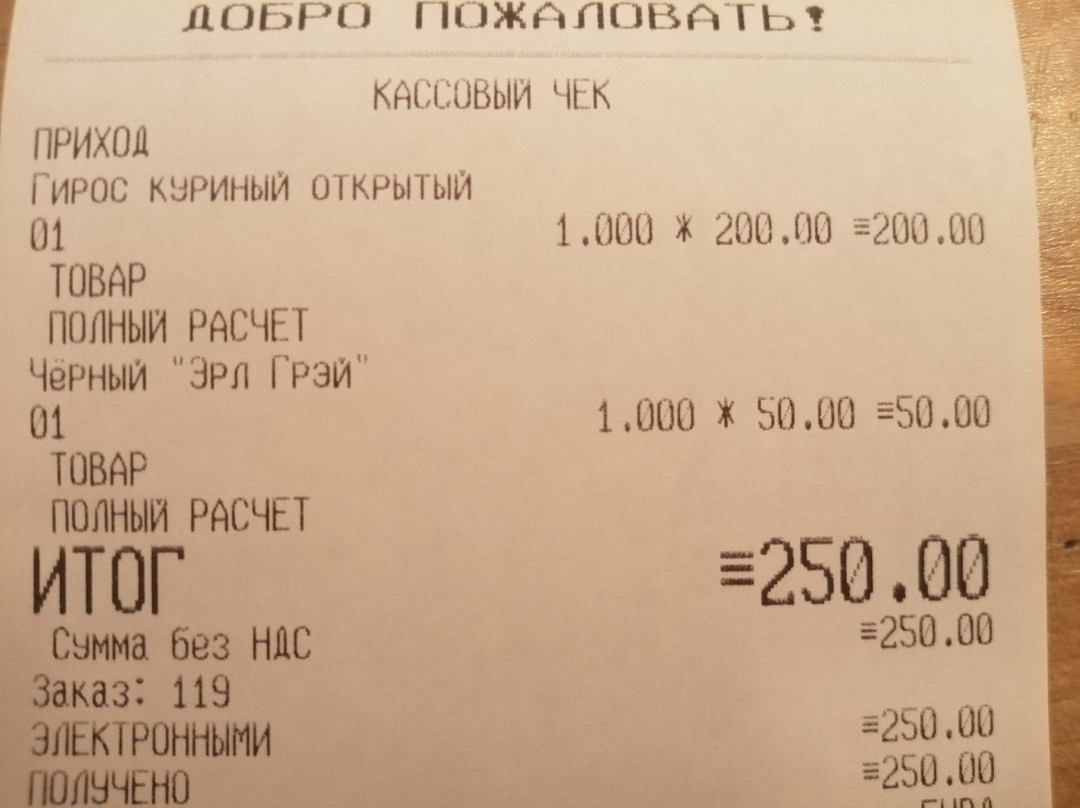 ДОБРО ПОЖАЛОВАТЬ!
КАССОВЫЙ ЧЕК
ПРИХОД
Гирос куриный открытый
01 1.000 * 200.00 ≡200.00
ТОВАР
ПОЛНЫЙ РАСЧЕТ
Чёрный "Эрл Грэй"
01 1.000 * 50.00 ≡50.00
ТОВАР
ПОЛНЫЙ РАСЧЕТ
ИТОГ ≡250.00
Сумма без НДС ≡250.00
Заказ: 119
ЭЛЕКТРОННЫМИ ≡250.00
ПОЛУЧЕНО ≡250.00